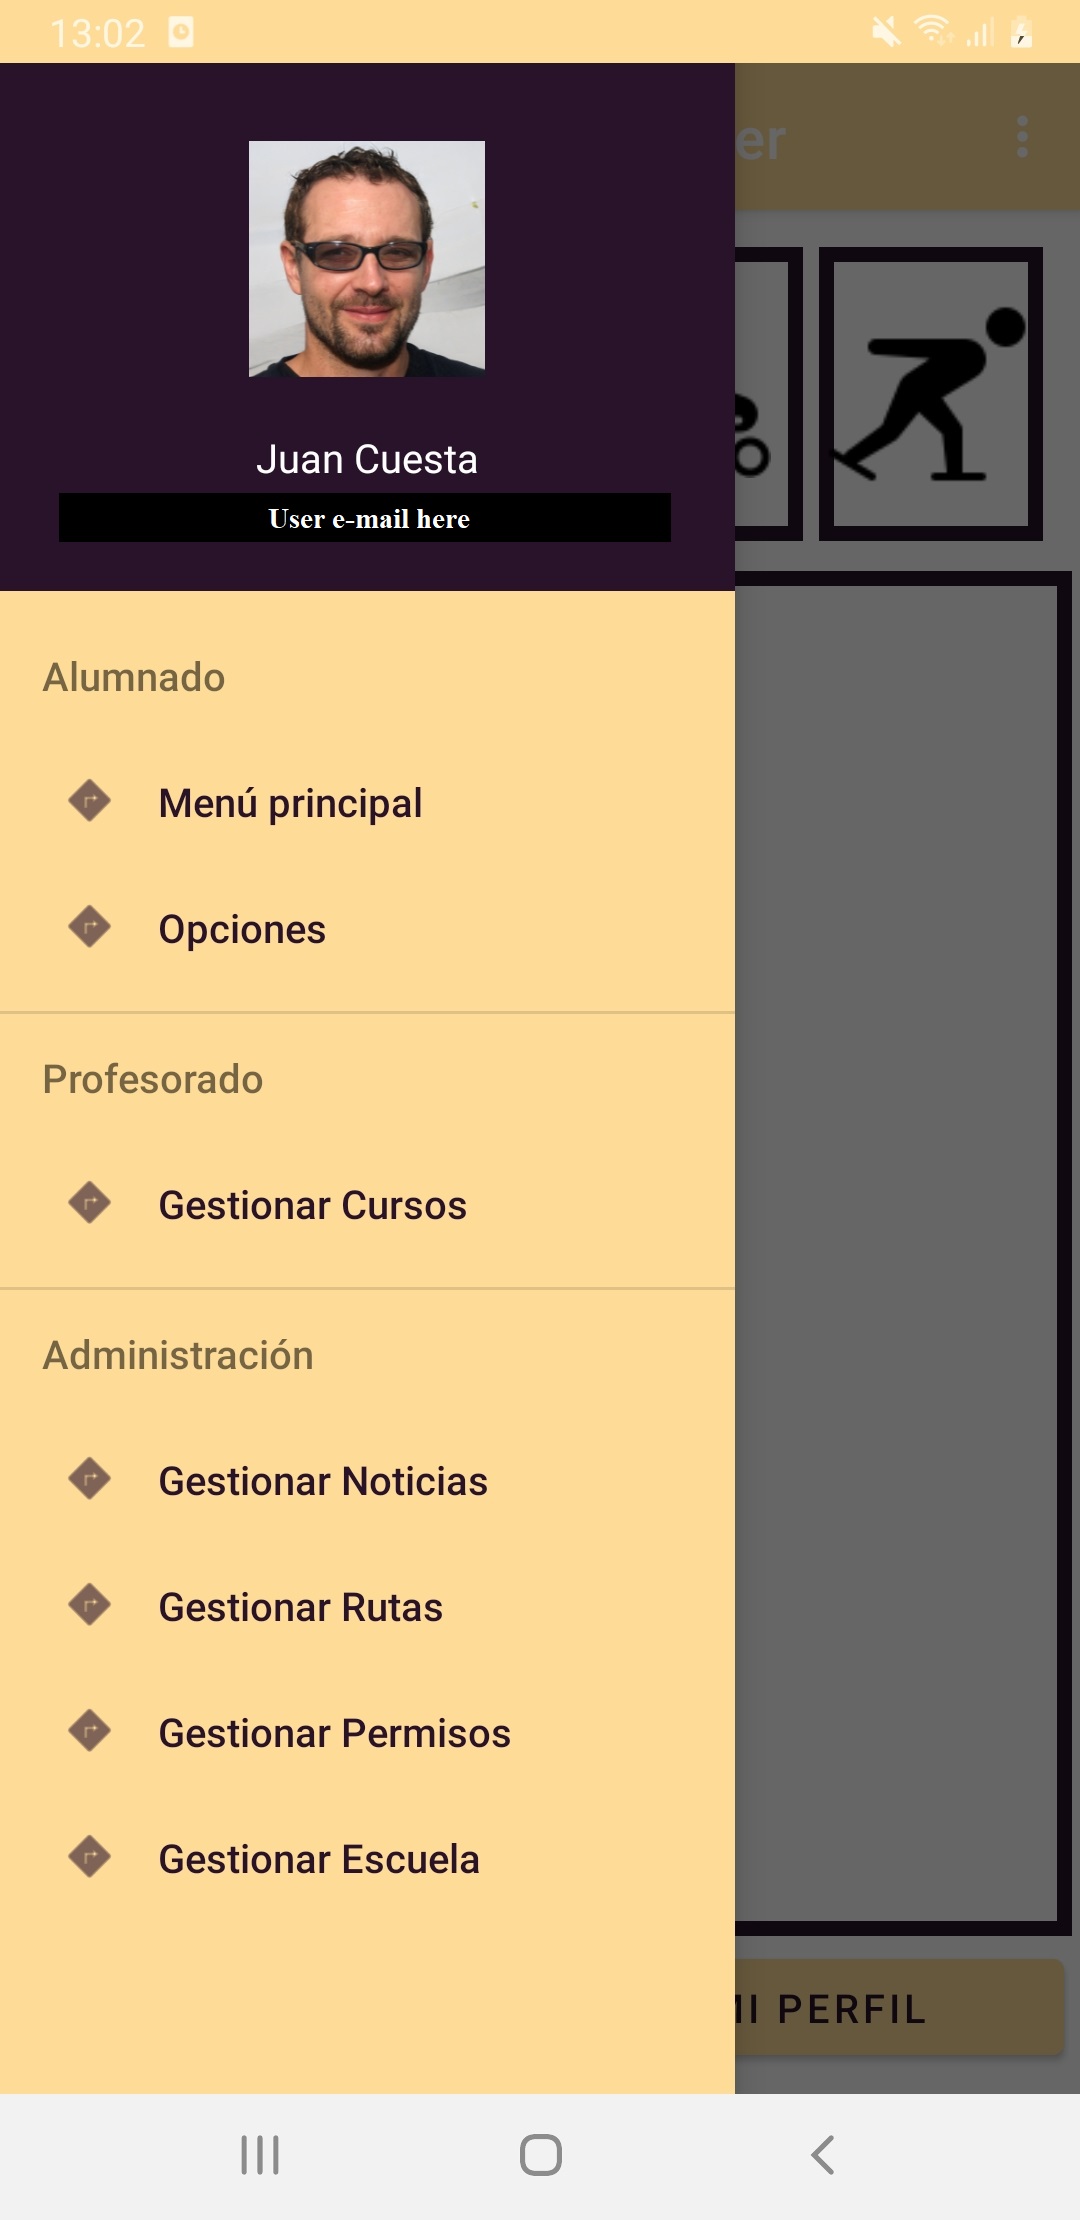 13:02
er
Juan Cuesta
User e-mail here
Alumnado
Menú principal
Opciones
Profesorado
Gestionar Cursos
Administración
Gestionar Noticias
Gestionar Rutas
Gestionar Permisos
Gestionar Escuela
MI PERFIL